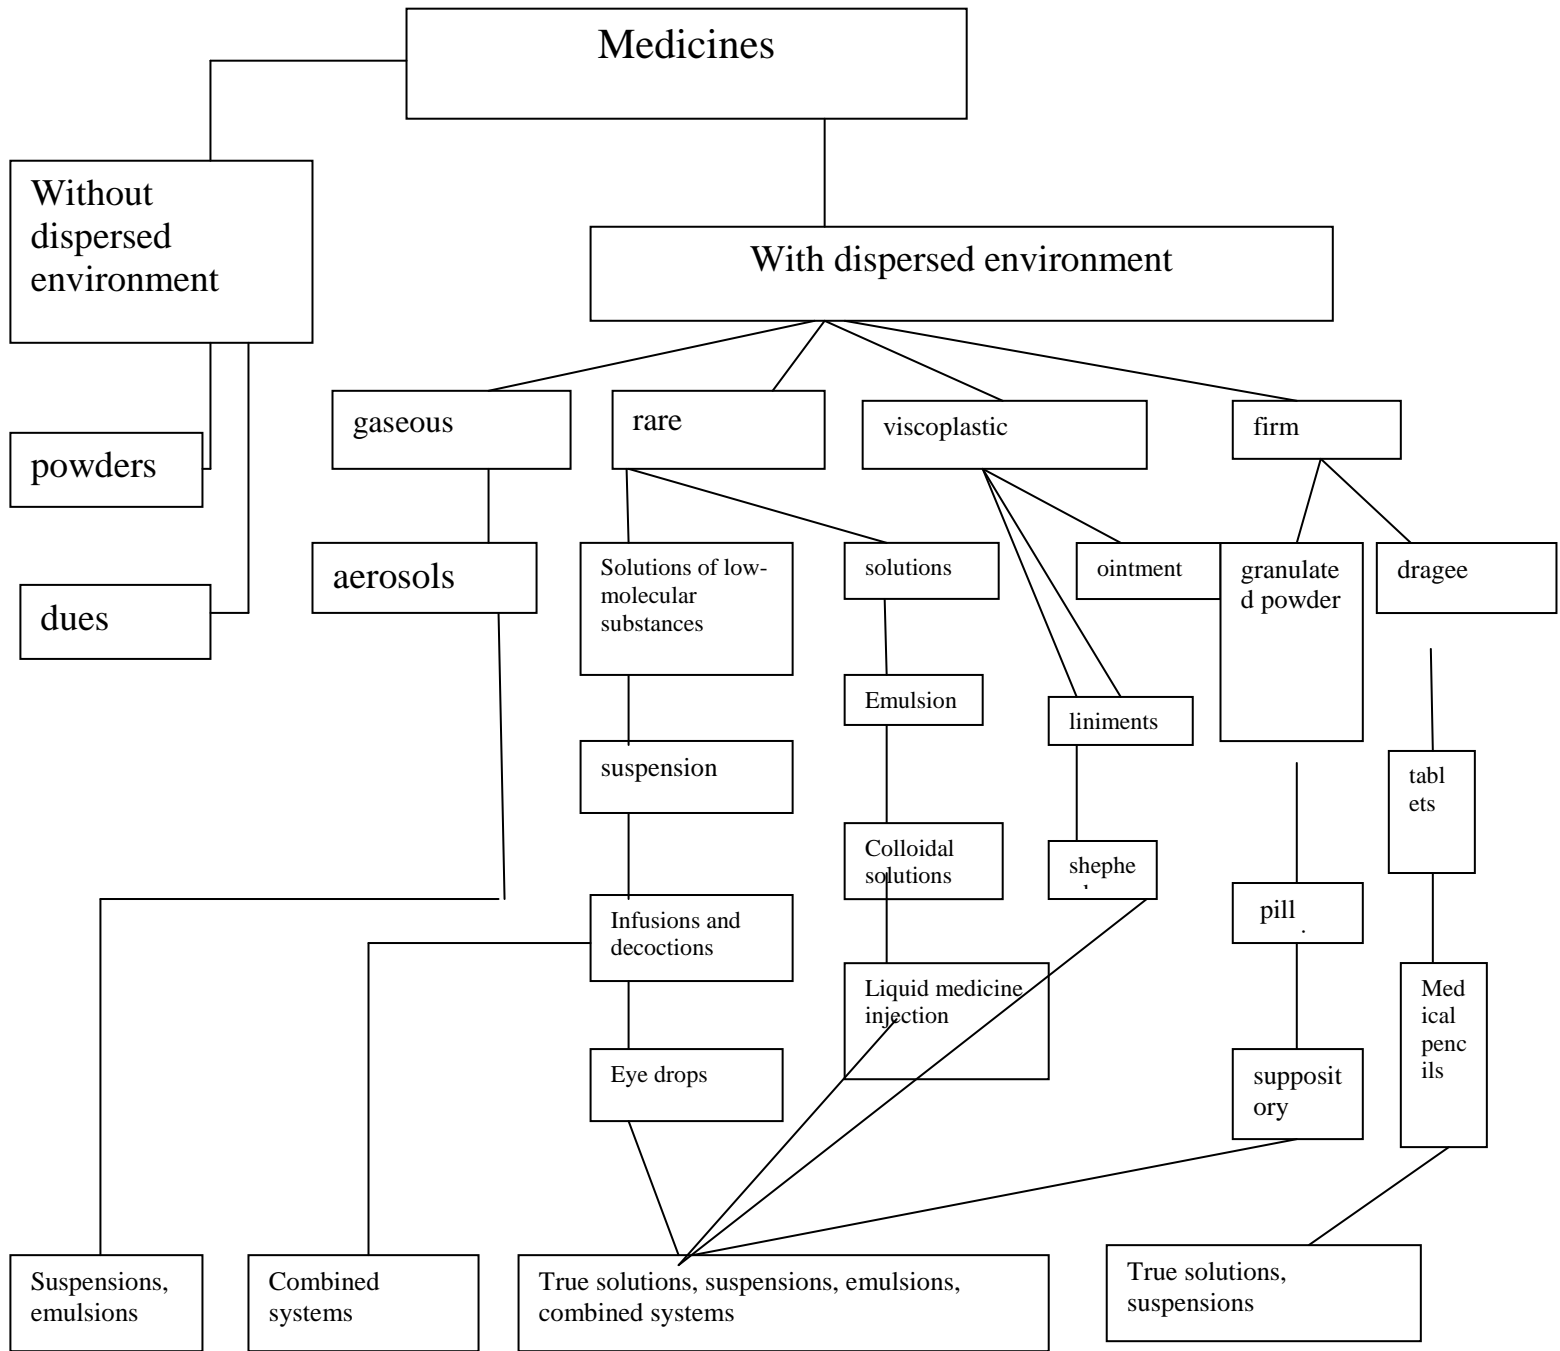 Medicines
Without
dispersed
environment
With dispersed environment
gaseous
rare
viscoplastic
firm
powders
aerosols
Solutions of low-
molecular
substances
solutions
ointment
granulate
d powder
dragee
dues
Emulsion
liniments
suspension
tabl
ets
Colloidal
solutions
shephe
pill
Infusions and
decoctions
Liquid medicine
injection
Med
ical
penc
ils
Eye drops
supposit
ory
Suspensions,
emulsions
Combined
systems
True solutions, suspensions, emulsions,
combined systems
True solutions,
suspensions